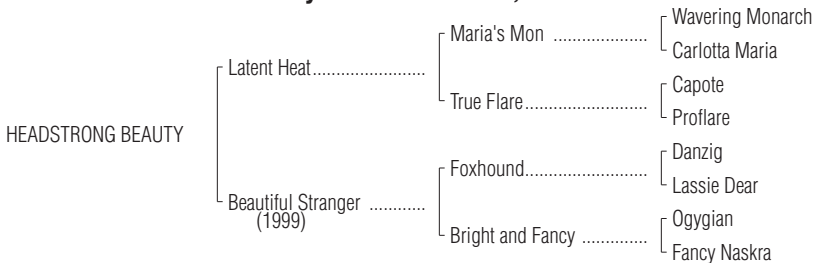 Wavering Monarch
Maria's Mon ....................
Carlotta Maria
Latent Heat........................
Capote
True Flare..........................
Proflare
HEADSTRONG BEAUTY
Danzig
Foxhound..........................
Lassie Dear
Beautiful Stranger ............
(1999)
Ogygian
Bright and Fancy ..............
Fancy Naskra